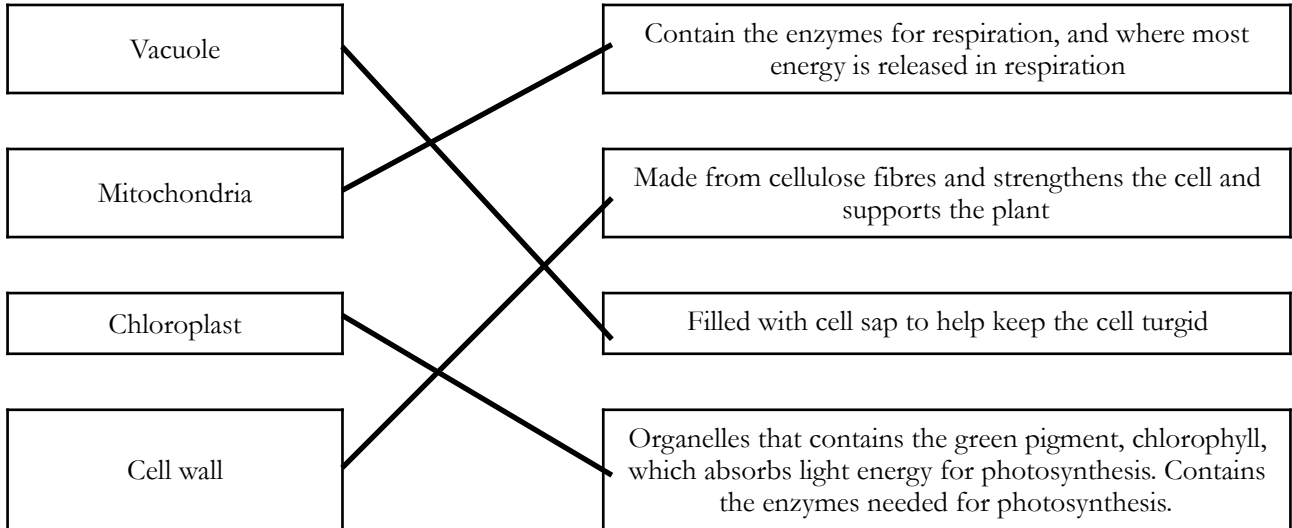 Vacuole
Contain the enzymes for respiration, and where most
energy is released in respiration
Mitochondria
Made from cellulose fibres and strengthens the cell and
supports the plant
Chloroplast
Filled with cell sap to help keep the cell turgid
Cell wall
Organelles that contains the green pigment, chlorophyll,
which absorbs light energy for photosynthesis. Contains
the enzymes needed for photosynthesis.